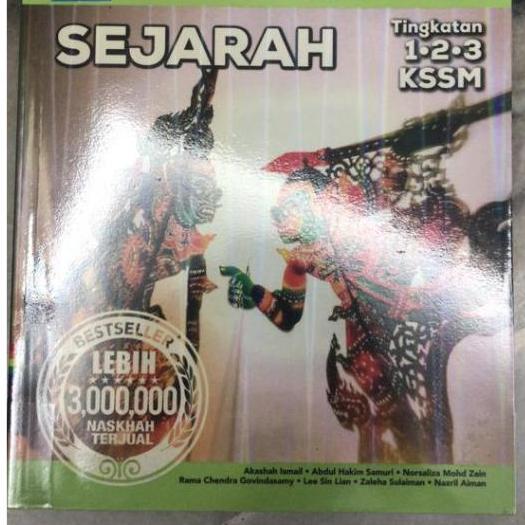 SEJARAH
Tingkatan
1•2•3
KSSM
BESTSELLER
LEBIH
3,000,000
NASKHAH
TERJUAL
Akashah Ismail • Abdul Hakim Samuri • Norsaliza Mohd Zain
Rama Chendra Govindasamy • Lee Sin Lian • Zaleha Sulaiman • Nazril Aiman